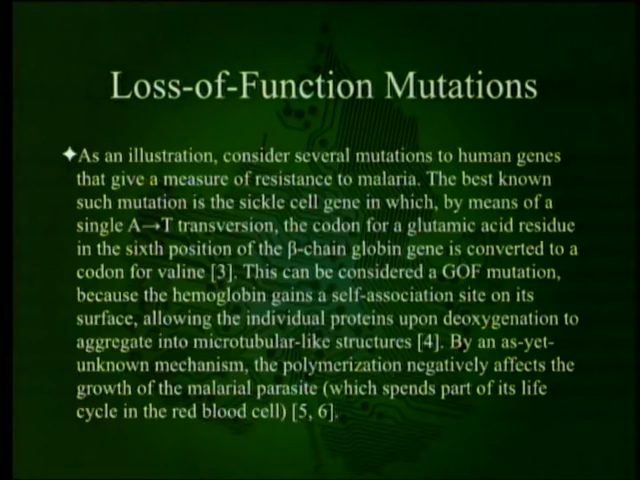 Loss-of-Function Mutations
✦As an illustration, consider several mutations to human genes
that give a measure of resistance to malaria. The best known
such mutation is the sickle cell gene in which, by means of a
single A→T transversion, the codon for a glutamic acid residue
in the sixth position of the β-chain globin gene is converted to a
codon for valine [3]. This can be considered a GOF mutation,
because the hemoglobin gains a self-association site on its
surface, allowing the individual proteins upon deoxygenation to
aggregate into microtubular-like structures [4]. By an as-yet-
unknown mechanism, the polymerization negatively affects the
growth of the malarial parasite (which spends part of its life
cycle in the red blood cell) [5, 6].